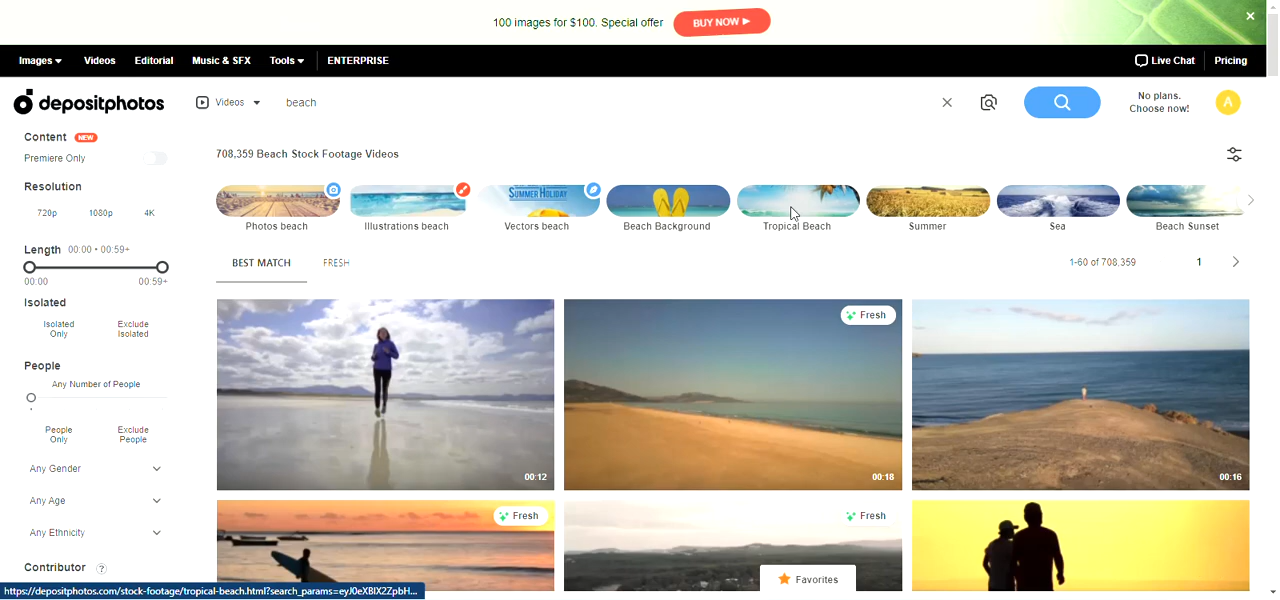 100 images for $100. Special offer
BUY NOW ▶
Images Videos Editorial Music & SFX Tools ENTERPRISE Live Chat Pricing
depositphotos
Videos
beach
No plans.
Choose now!
A
Content NEW
Premiere Only
Resolution
720p 1080p 4K
Length 00:00 • 00:59+
00:00 00:59+
Isolated
Isolated Only
Exclude Isolated
People
Any Number of People
People Only
Exclude People
Any Gender
Any Age
Any Ethnicity
Contributor ?
708,359 Beach Stock Footage Videos
SUMMER HOLIDAY
Photos beach
Illustrations beach
Vectors beach
Beach Background
Tropical Beach
Summer
Sea
Beach Sunset
BEST MATCH FRESH
1-60 of 708,359 1
00:12
Fresh
00:18
00:16
Fresh
Fresh
Favorites
https://depositphotos.com/stock-footage/tropical-beach.html?search_params=eyJ0eXBlX2ZpbH...